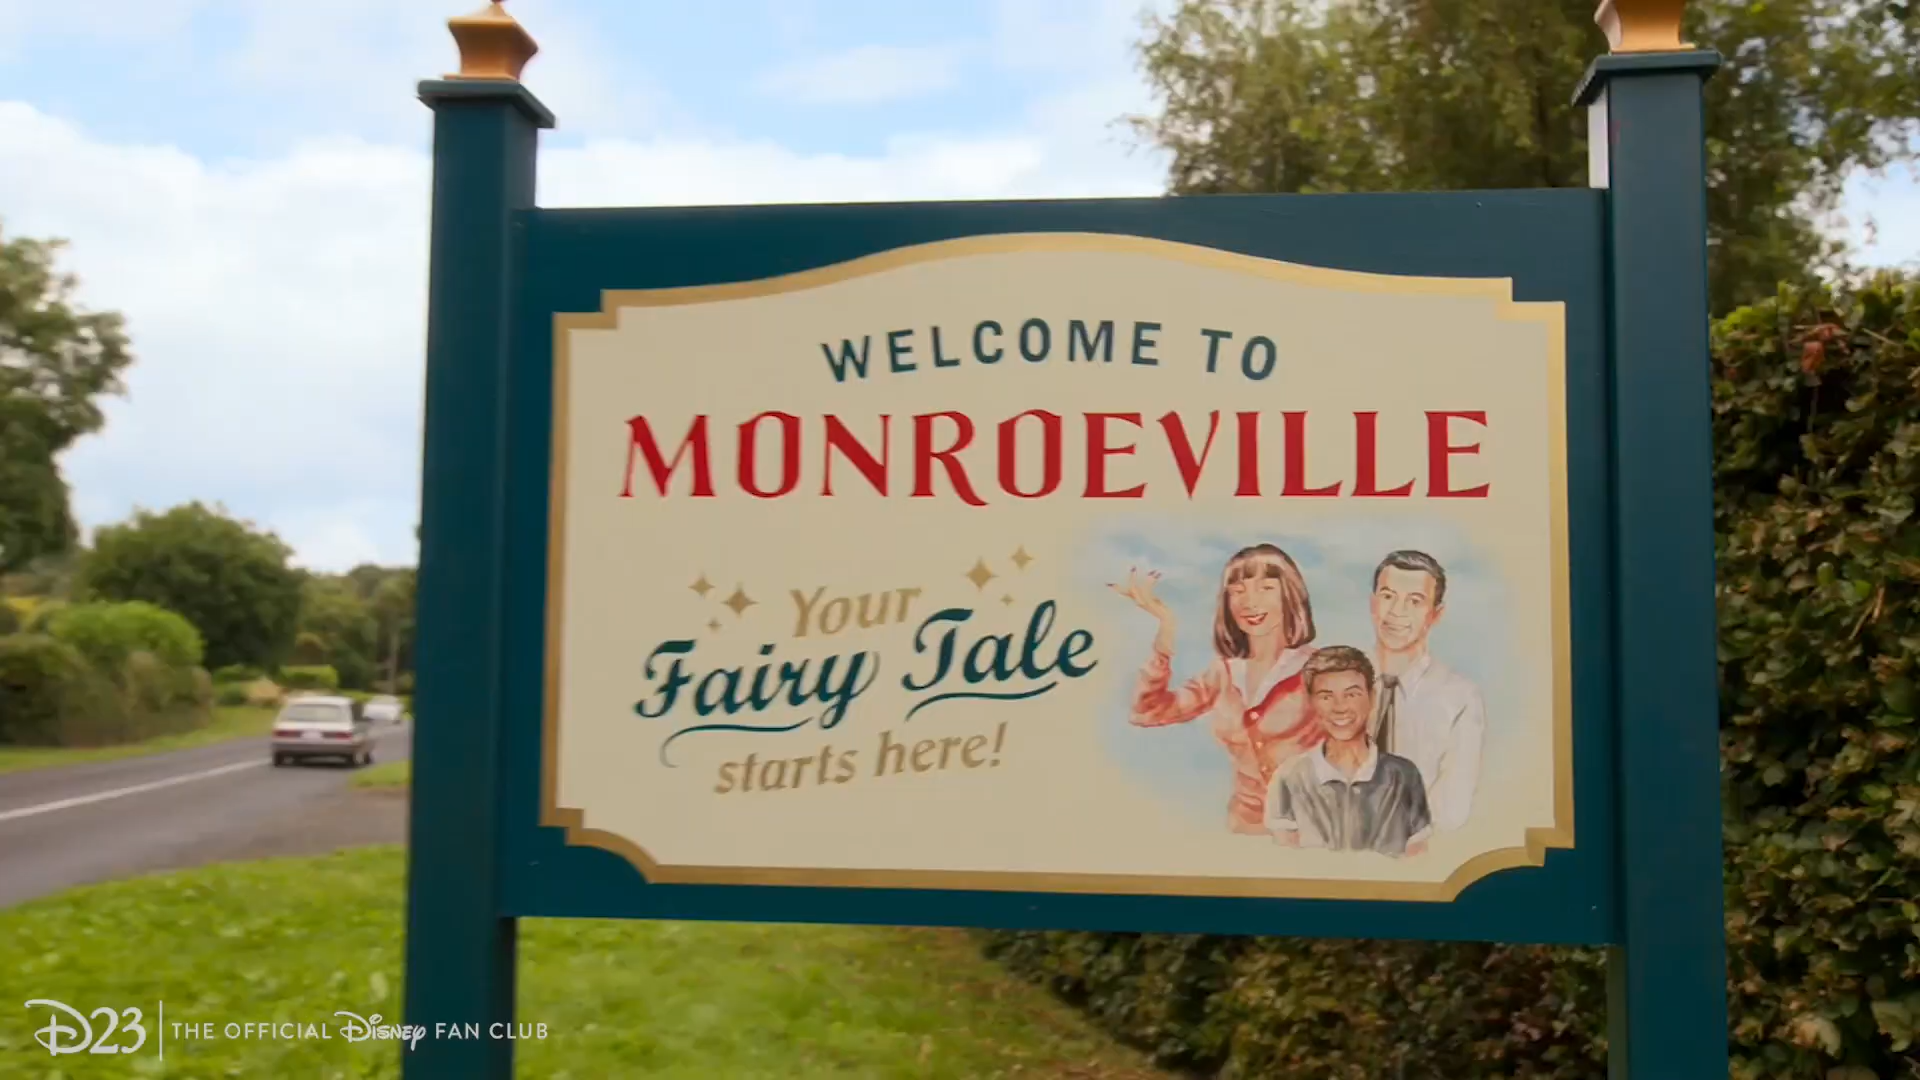 WELCOME TO
MONROEVILLE
Your
Fairy Tale
starts here!
D23 THE OFFICIAL Disney FAN CLUB